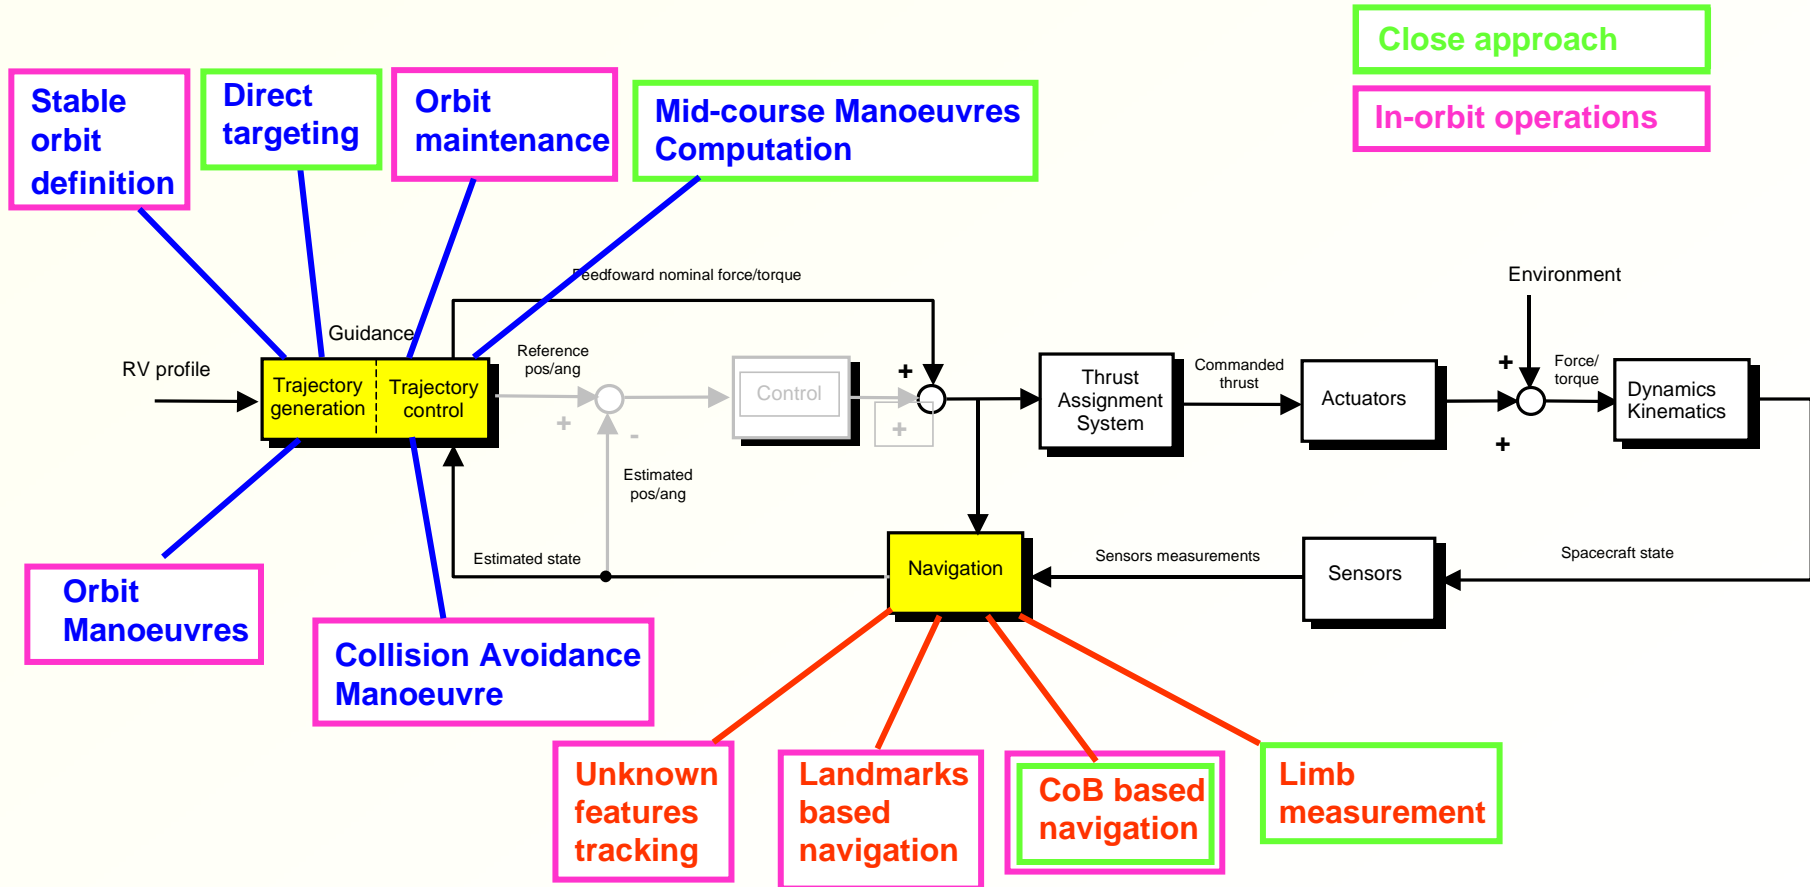 Close approach
In-orbit operations
Stable
orbit
definition
Direct
targeting
Orbit
maintenance
Mid-course Manoeuvres
Computation
Feedfoward nominal force/torque
Environment
Guidance
RV profile
Trajectory
generation
Trajectory
control
Reference
pos/ang
+
-
Control
+
+
Thrust
Assignment
System
Commanded
thrust
Actuators
+
+
Force/
torque
Dynamics
Kinematics
Estimated
pos/ang
Estimated state
Navigation
Sensors measurements
Sensors
Spacecraft state
Orbit
Manoeuvres
Collision Avoidance
Manoeuvre
Unknown
features
tracking
Landmarks
based
navigation
CoB based
navigation
Limb
measurement